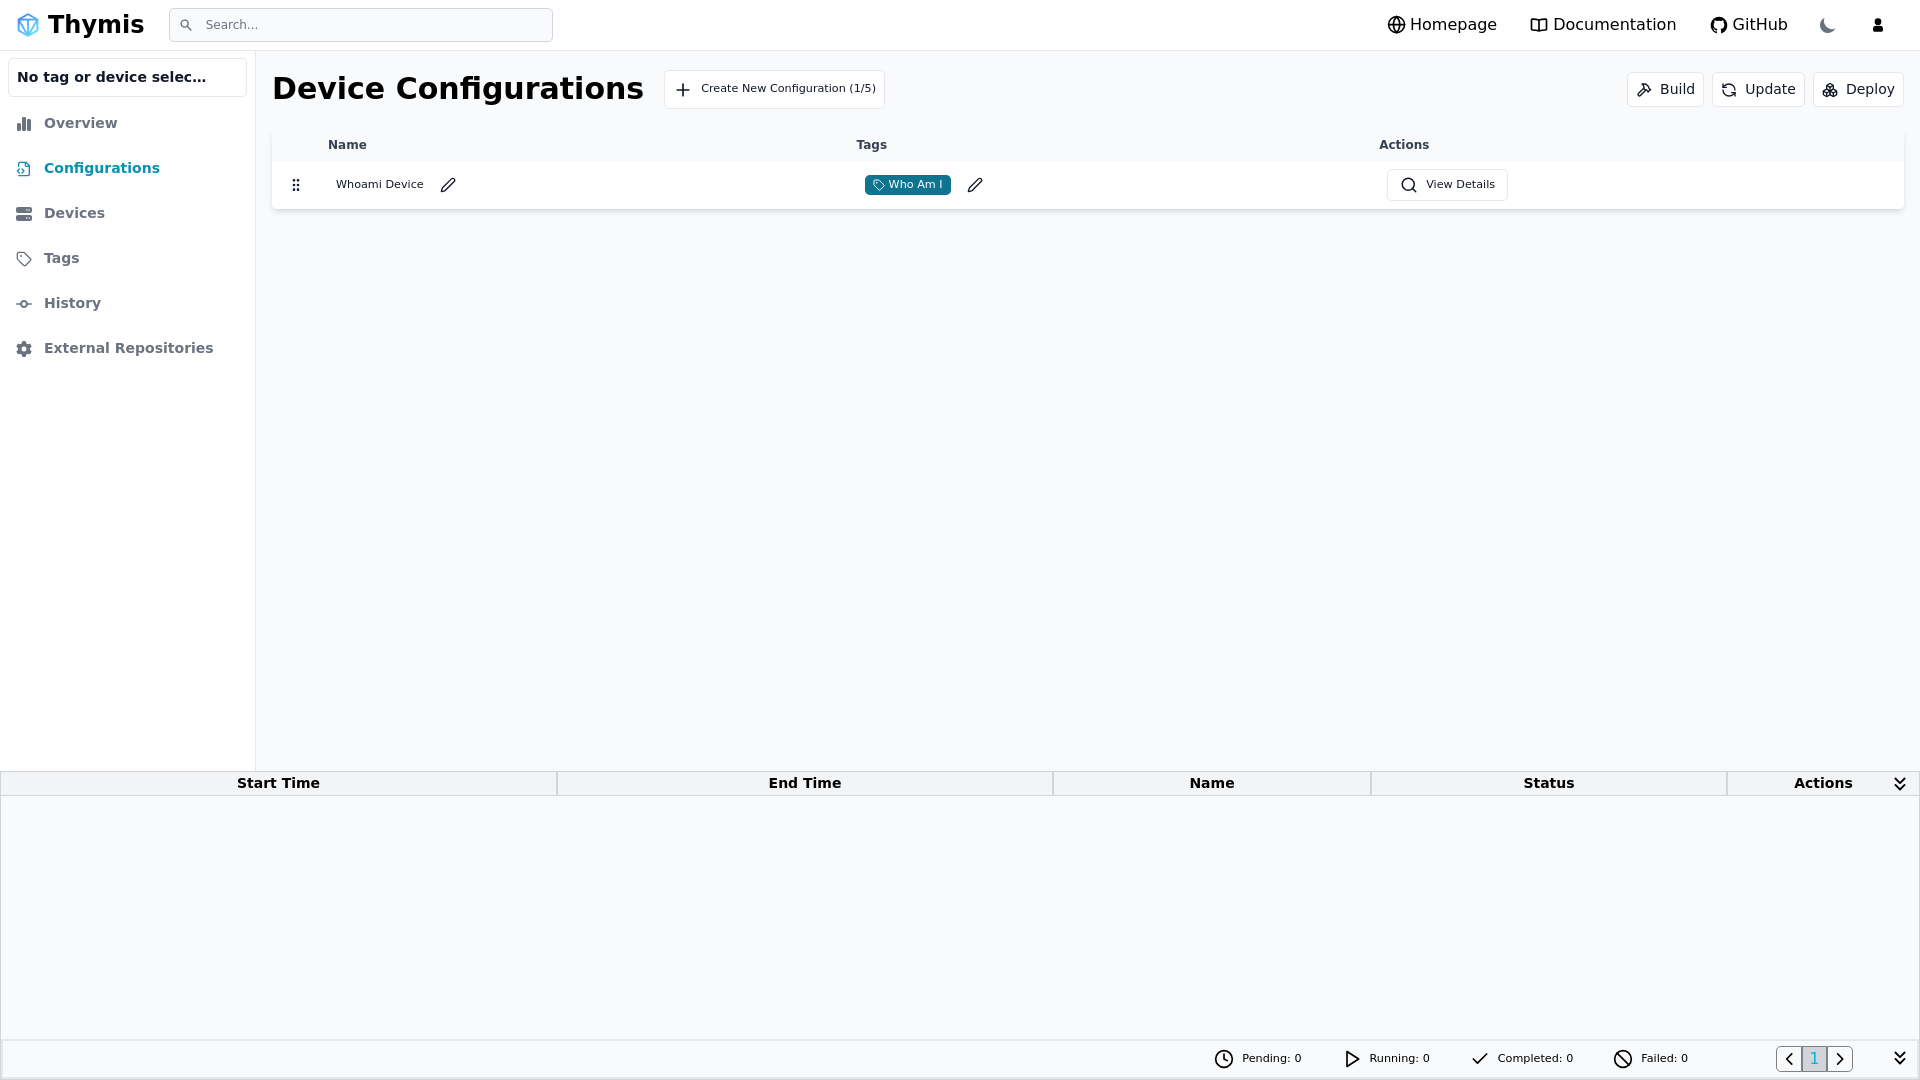 Thymis
Search...
Homepage
Documentation
GitHub
No tag or device selec...
Overview
Configurations
Devices
Tags
History
External Repositories
Device Configurations
Create New Configuration (1/5)
Build
Update
Deploy
Name Tags Actions
Whoami Device Who Am I View Details
Start Time End Time Name Status Actions
Pending: 0 Running: 0 Completed: 0 Failed: 0 1